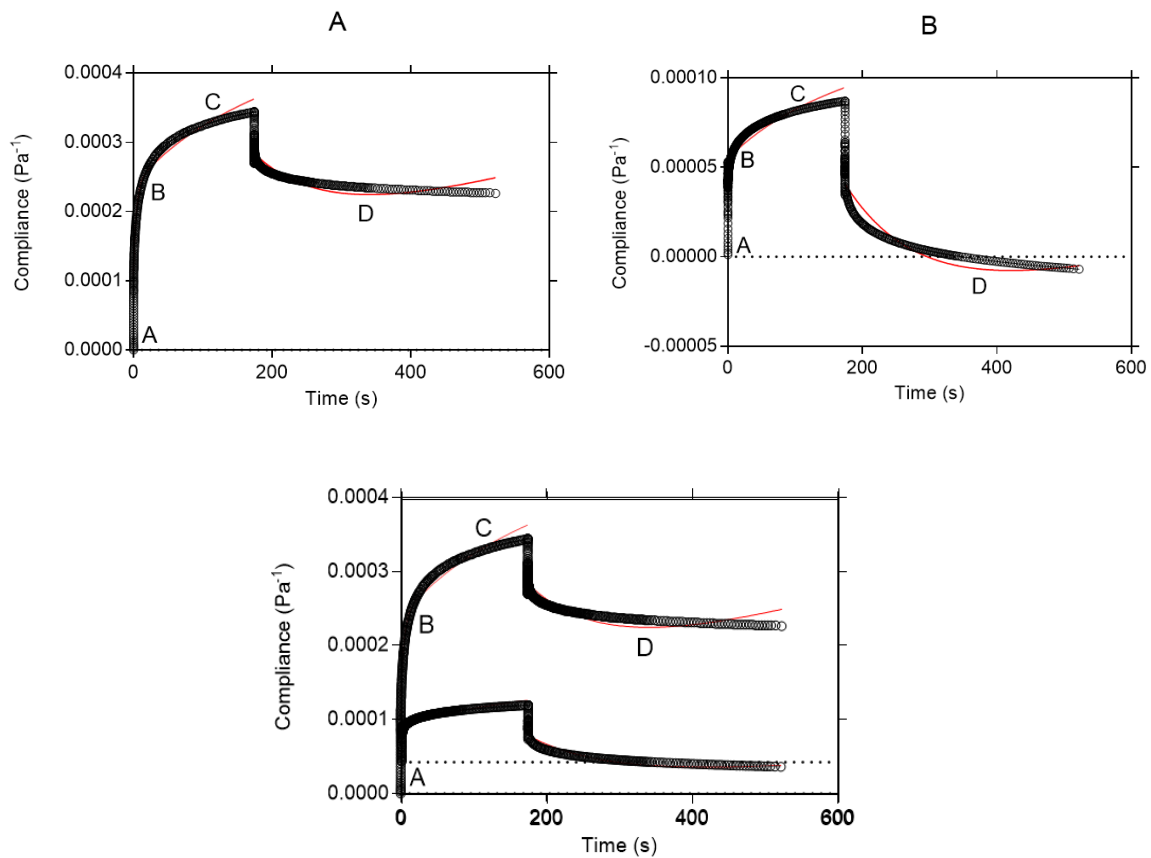 A
0.0004
0.0003
0.0002
0.0001
0.0000
Compliance (Pa⁻¹)
C
B
D
A
0 200 400 600
Time (s)
B
0.00010
0.00005
0.00000
-0.00005
Compliance (Pa⁻¹)
C
B
A
D
0 200 400 600
Time (s)
0.0004
0.0003
0.0002
0.0001
0.0000
Compliance (Pa⁻¹)
C
B
D
A
0 200 400 600
Time (s)